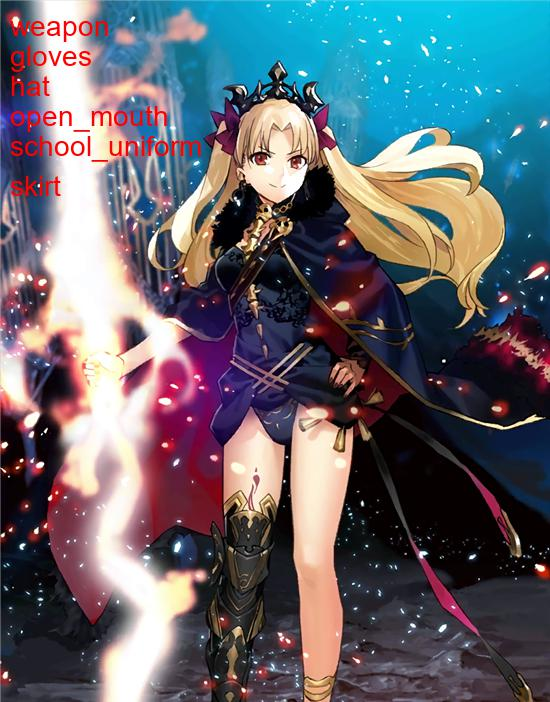 weapon
gloves
hat
open_mouth
school_uniform
skirt